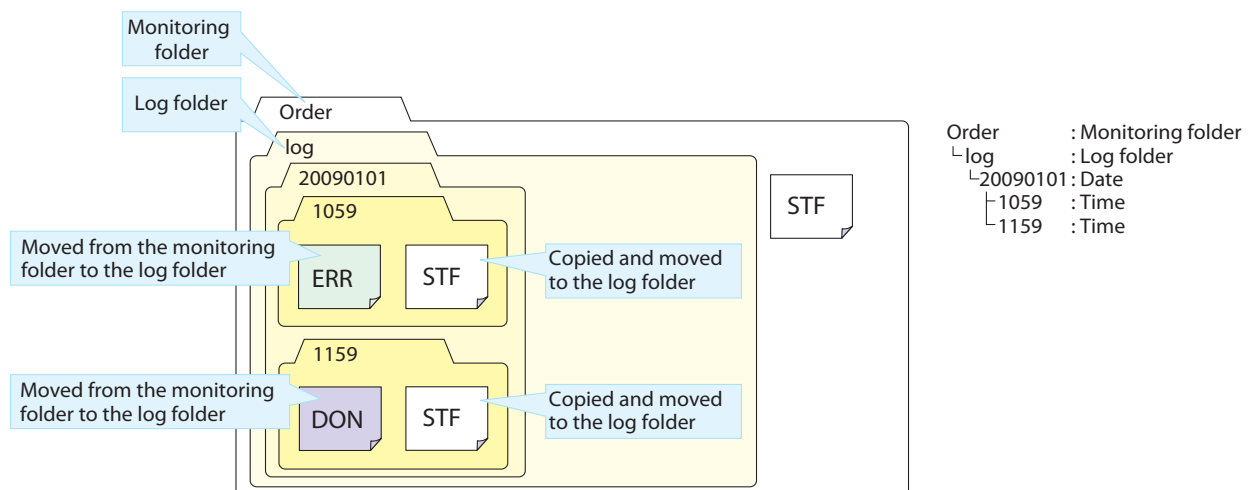 Monitoring
folder
Log folder
Order
log
20090101
1059
Moved from the monitoring
folder to the log folder
ERR
STF
Copied and moved
to the log folder
1159
Moved from the monitoring
folder to the log folder
DON
STF
Copied and moved
to the log folder
STF
Order : Monitoring folder
log : Log folder
20090101 : Date
1059 : Time
1159 : Time